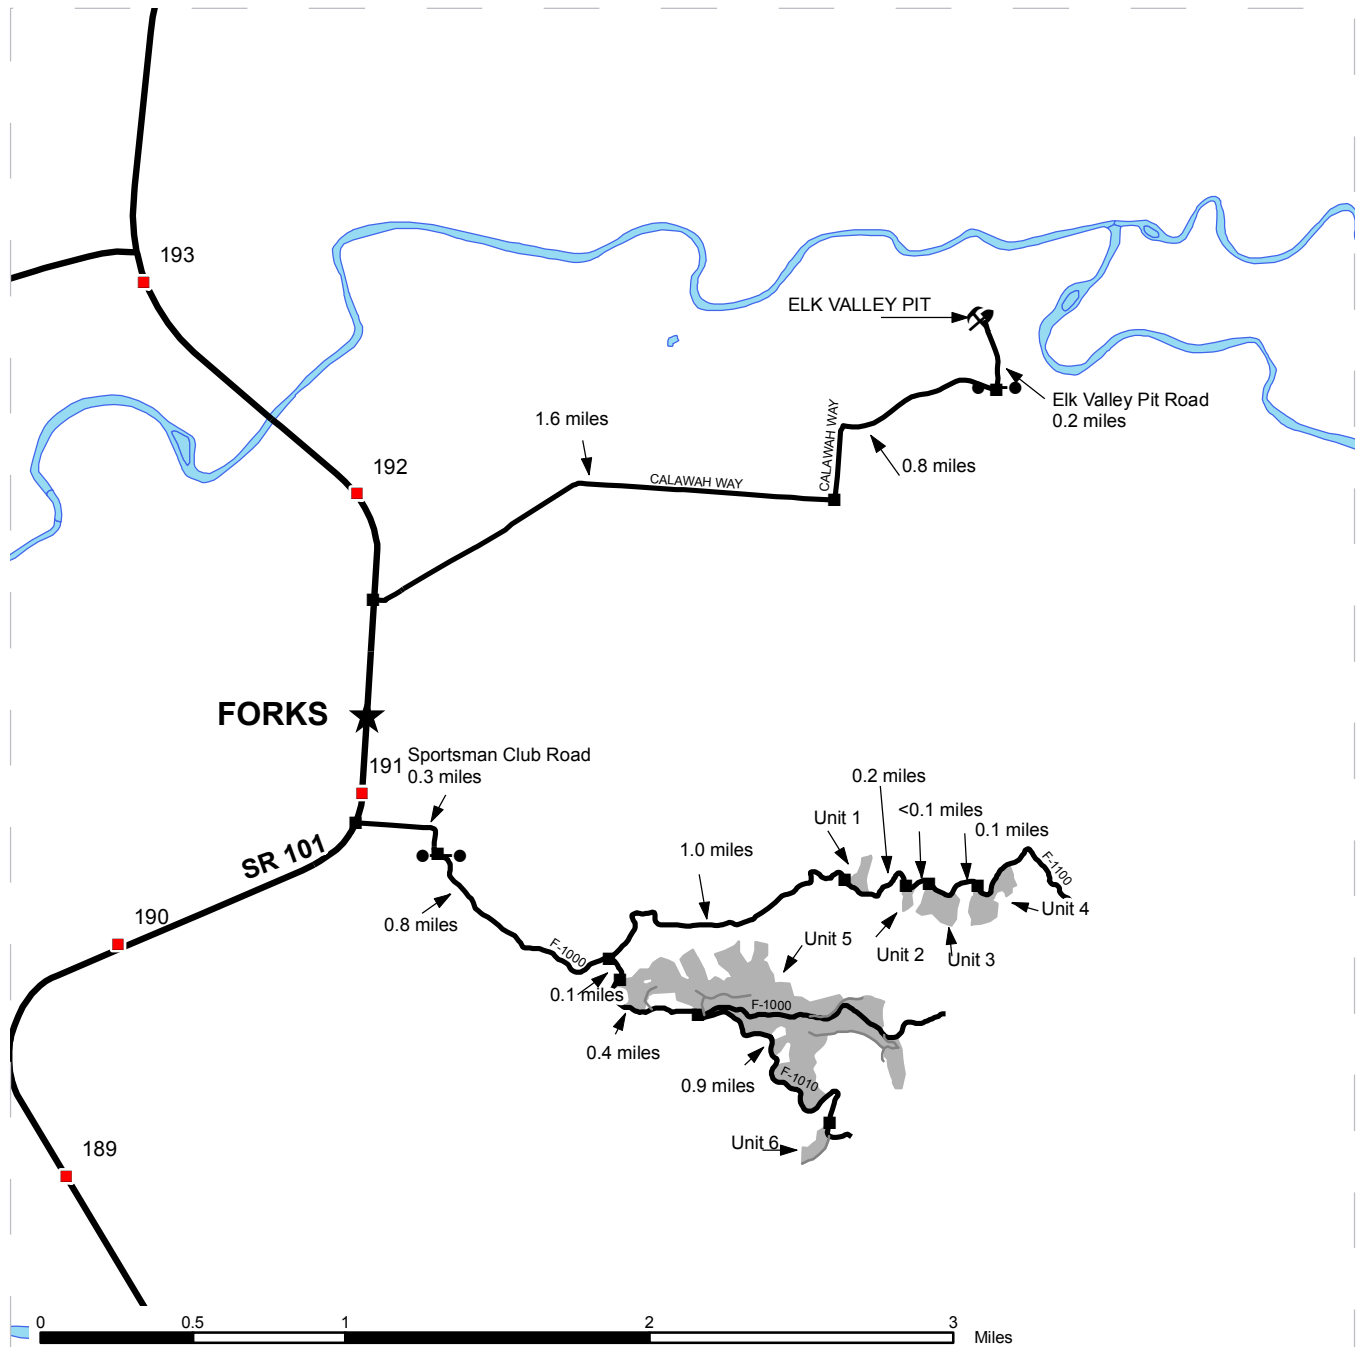 193
ELK VALLEY PIT
Elk Valley Pit Road
0.2 miles
1.6 miles
CALAWAH WAY
CALAWAH WAY
0.8 miles
192
FORKS
191
Sportsman Club Road
0.3 miles
SR 101
0.2 miles
<0.1 miles
Unit 1
0.1 miles
1.0 miles
F-1100
Unit 4
190
0.8 miles
Unit 5
Unit 2
Unit 3
F-1000
0.1 miles
F-1000
0.4 miles
0.9 miles
F-1010
Unit 6
189
0 0.5 1 2 3
Miles